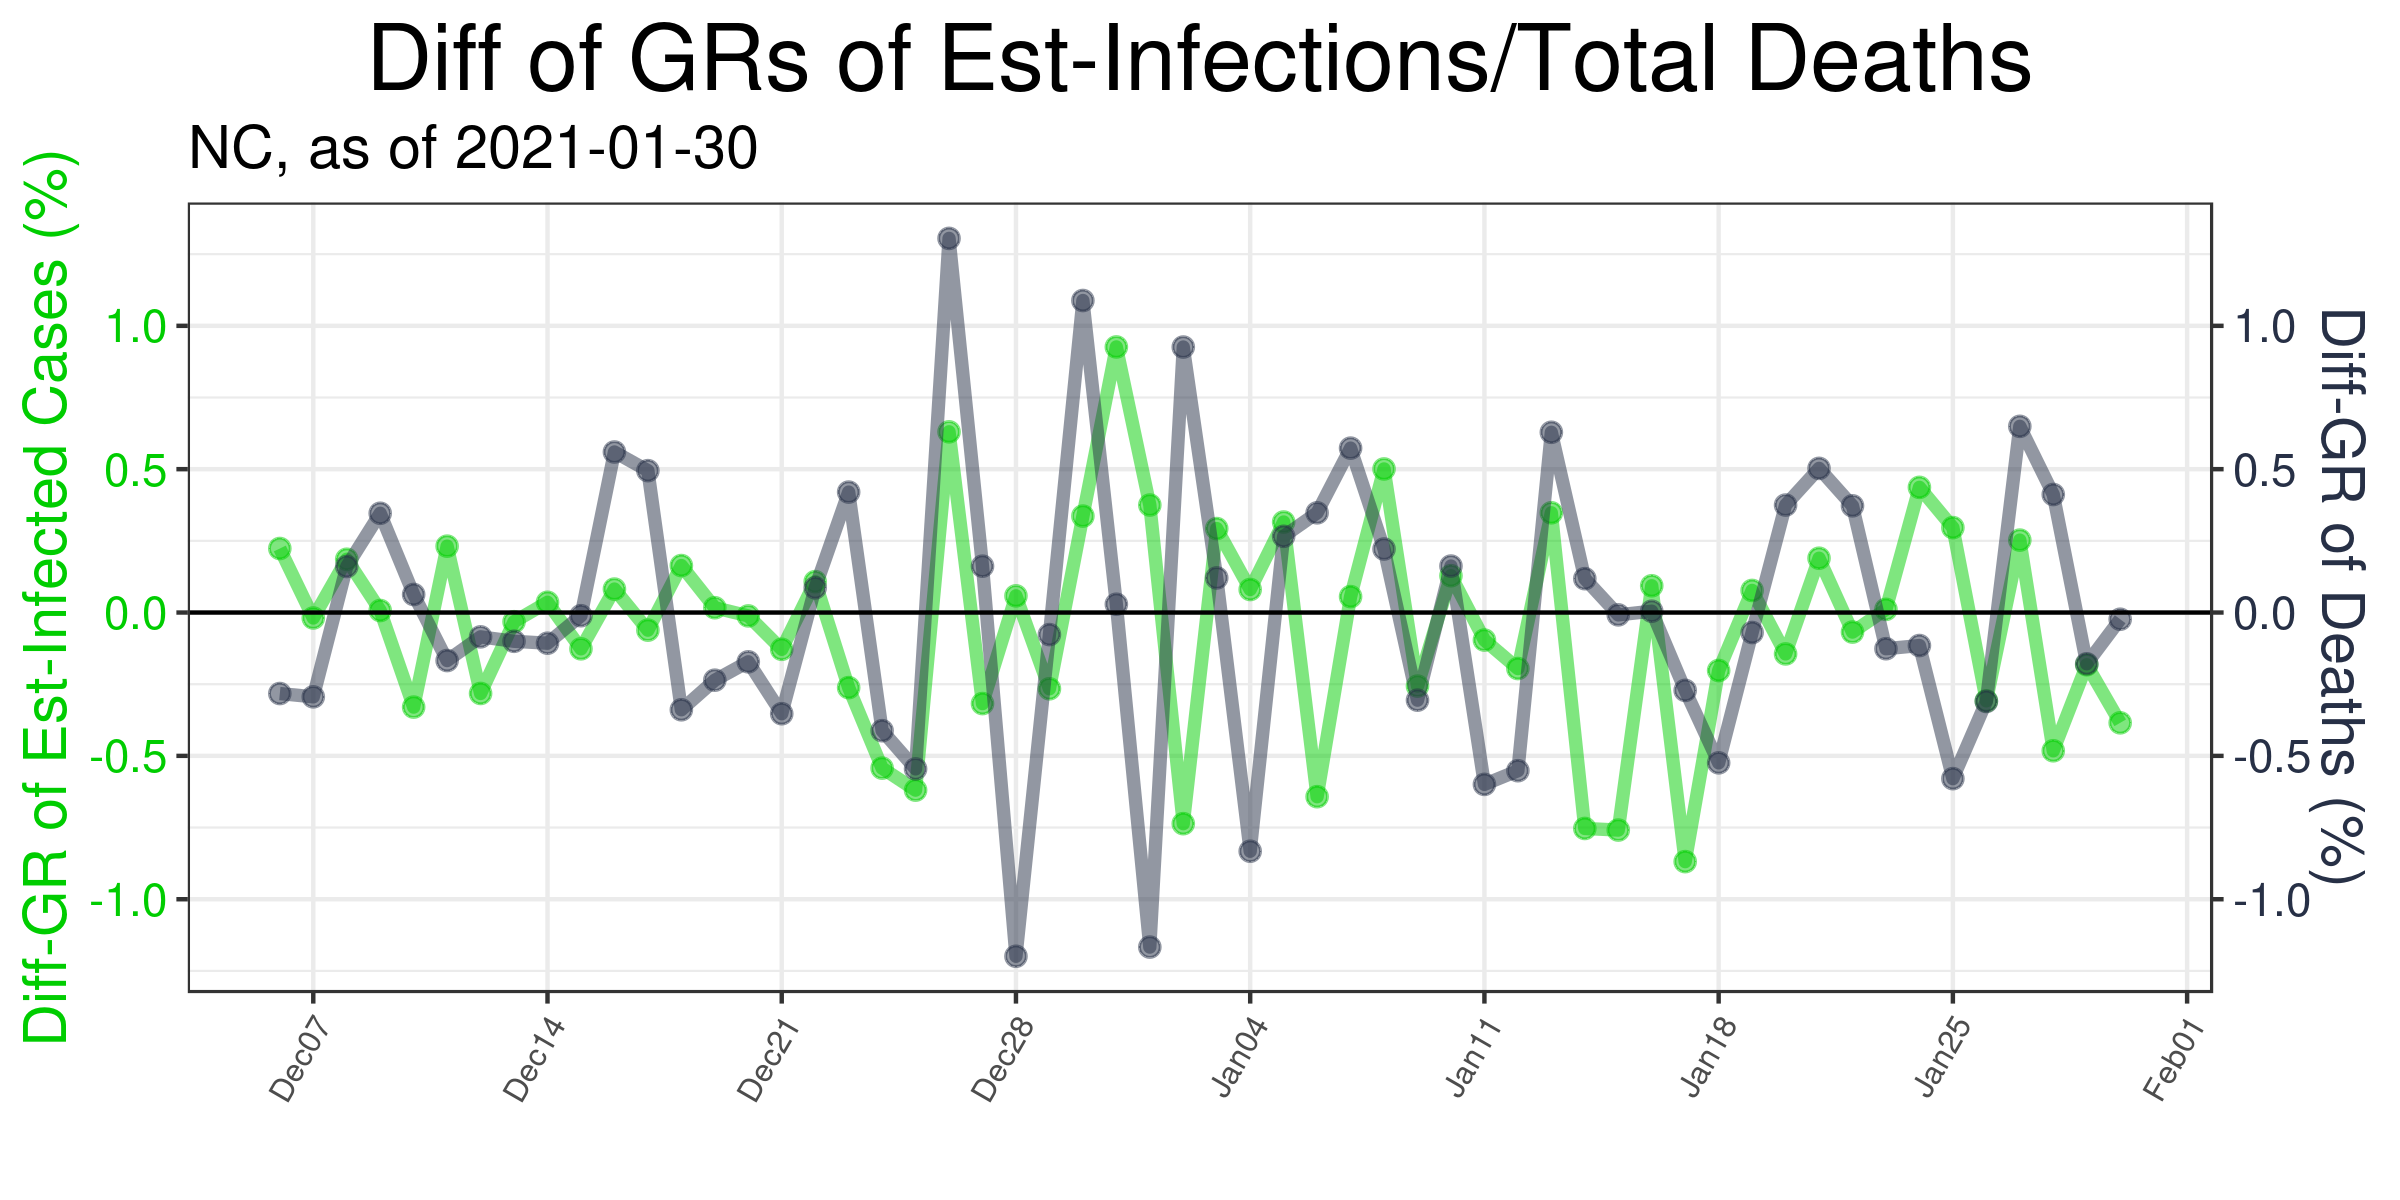 Diff of GRs of Est-Infections/Total Deaths
NC, as of 2021-01-30
Diff-GR of Est-Infected Cases (%)
1.0
0.5
0.0
-0.5
-1.0
1.0
0.5
0.0
-0.5
-1.0
Diff-GR of Deaths (%)
Dec07
Dec14
Dec21
Dec28
Jan04
Jan11
Jan18
Jan25
Feb01